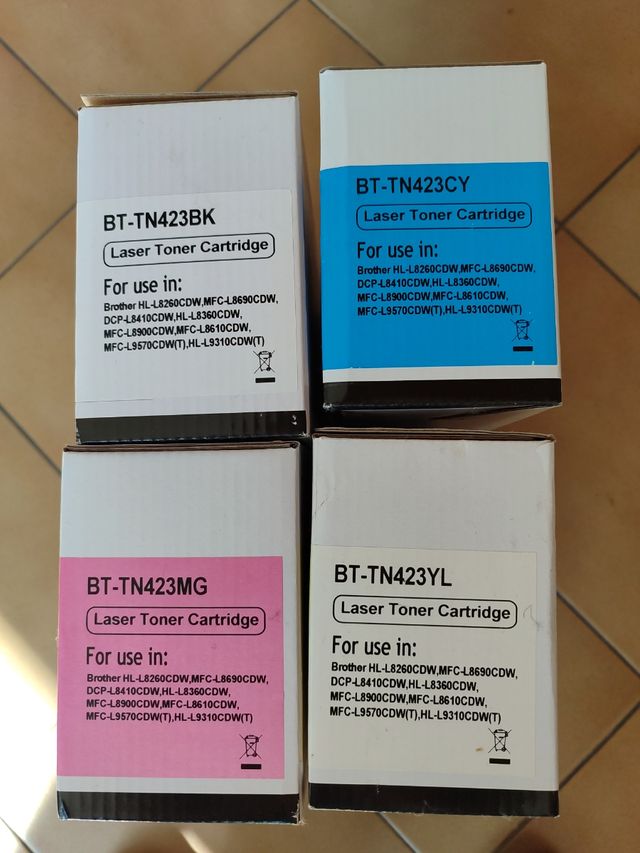 BT-TN423BK
Laser Toner Cartridge
For use in:
Brother HL-L8260CDW,MFC-L8690CDW,
DCP-L8410CDW,HL-L8360CDW,
MFC-L8900CDW,MFC-L8610CDW,
MFC-L9570CDW(T),HL-L9310CDW(T)
BT-TN423CY
Laser Toner Cartridge
For use in:
Brother HL-L8260CDW,MFC-L8690CDW,
DCP-L8410CDW,HL-L8360CDW,
MFC-L8900CDW,MFC-L8610CDW,
MFC-L9570CDW(T),HL-L9310CDW(T)
BT-TN423MG
Laser Toner Cartridge
For use in:
Brother HL-L8260CDW,MFC-L8690CDW,
DCP-L8410CDW,HL-L8360CDW,
MFC-L8900CDW,MFC-L8610CDW,
MFC-L9570CDW(T),HL-L9310CDW(T)
BT-TN423YL
Laser Toner Cartridge
For use in:
Brother HL-L8260CDW,MFC-L8690CDW,
DCP-L8410CDW,HL-L8360CDW,
MFC-L8900CDW,MFC-L8610CDW,
MFC-L9570CDW(T),HL-L9310CDW(T)